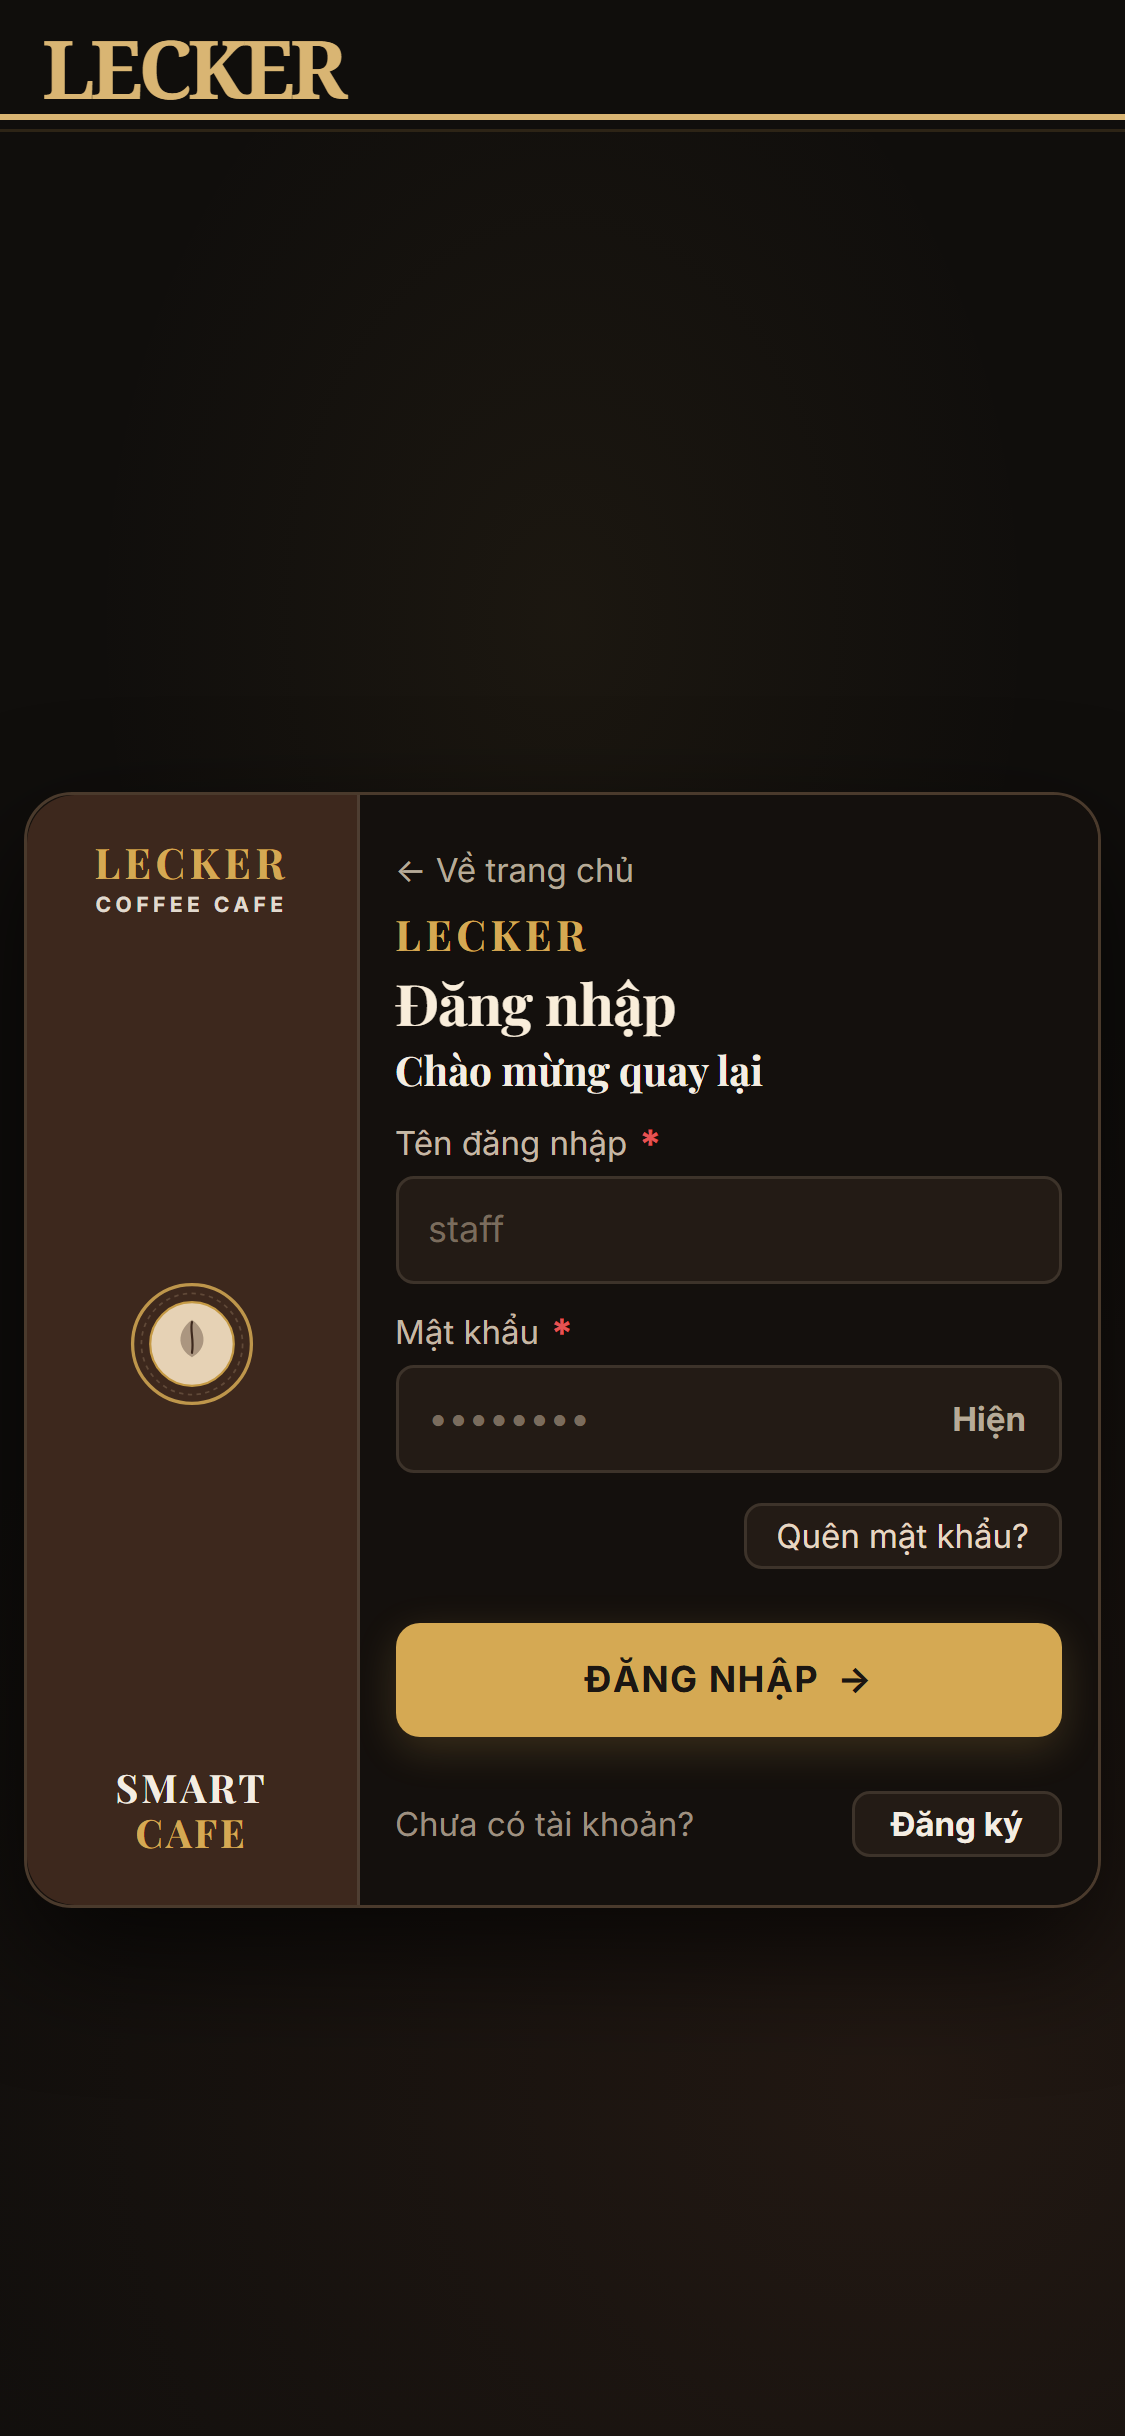 LECKER
LECKER
COFFEE CAFE
SMART
CAFE
← Về trang chủ
LECKER
Đăng nhập
Chào mừng quay lại
Tên đăng nhập *
staff
Mật khẩu *
••••••••
Hiện
Quên mật khẩu?
ĐĂNG NHẬP →
Chưa có tài khoản?
Đăng ký